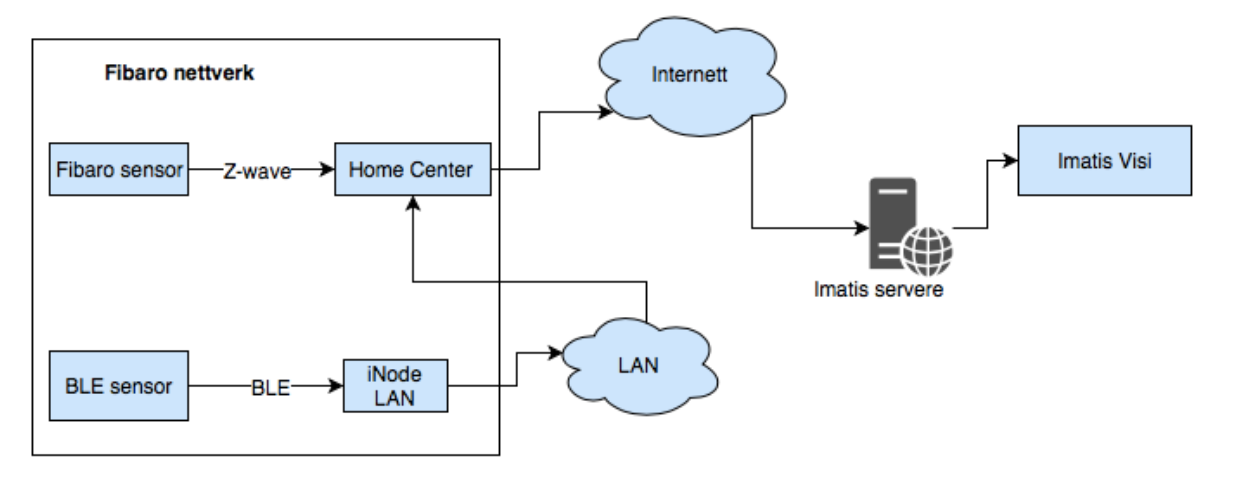 Fibaro nettverk
Internett
Fibaro sensor
Z-wave
Home Center
Imatis Visi
Imatis servere
BLE sensor
BLE
iNode
LAN
LAN